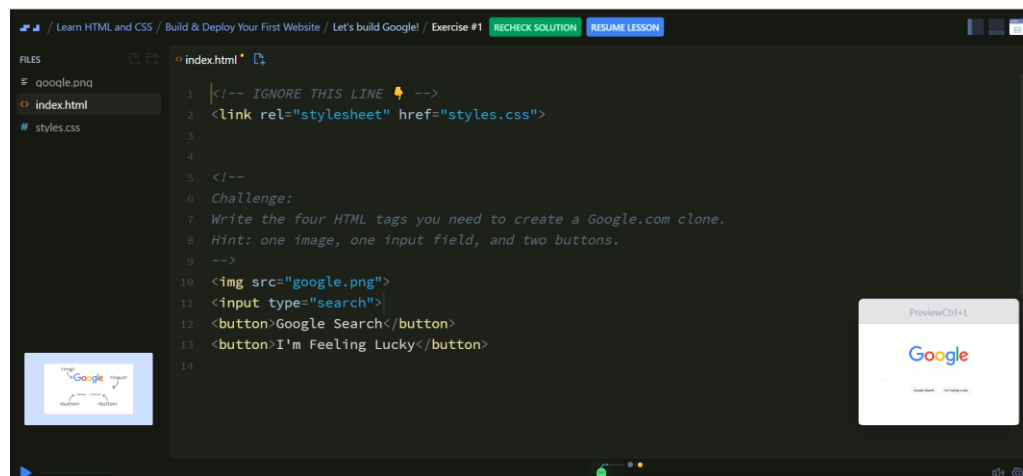 / Learn HTML and CSS / Build & Deploy Your First Website / Let's build Google! / Exercise #1 RECHECK SOLUTION RESUME LESSON
FILES
google.png
index.html
styles.css
index.html
1 <!-- IGNORE THIS LINE 👇 -->
2 <link rel="stylesheet" href="styles.css">
3
4
5 <!--
6 Challenge:
7 Write the four HTML tags you need to create a Google.com clone.
8 Hint: one image, one input field, and two buttons.
9 -->
10 <img src="google.png">
11 <input type="search">
12 <button>Google Search</button>
13 <button>I'm Feeling Lucky</button>
14
<img>
Google <input>
<button> <button>
PreviewCtrl+L
Google
Google Search I'm Feeling Lucky